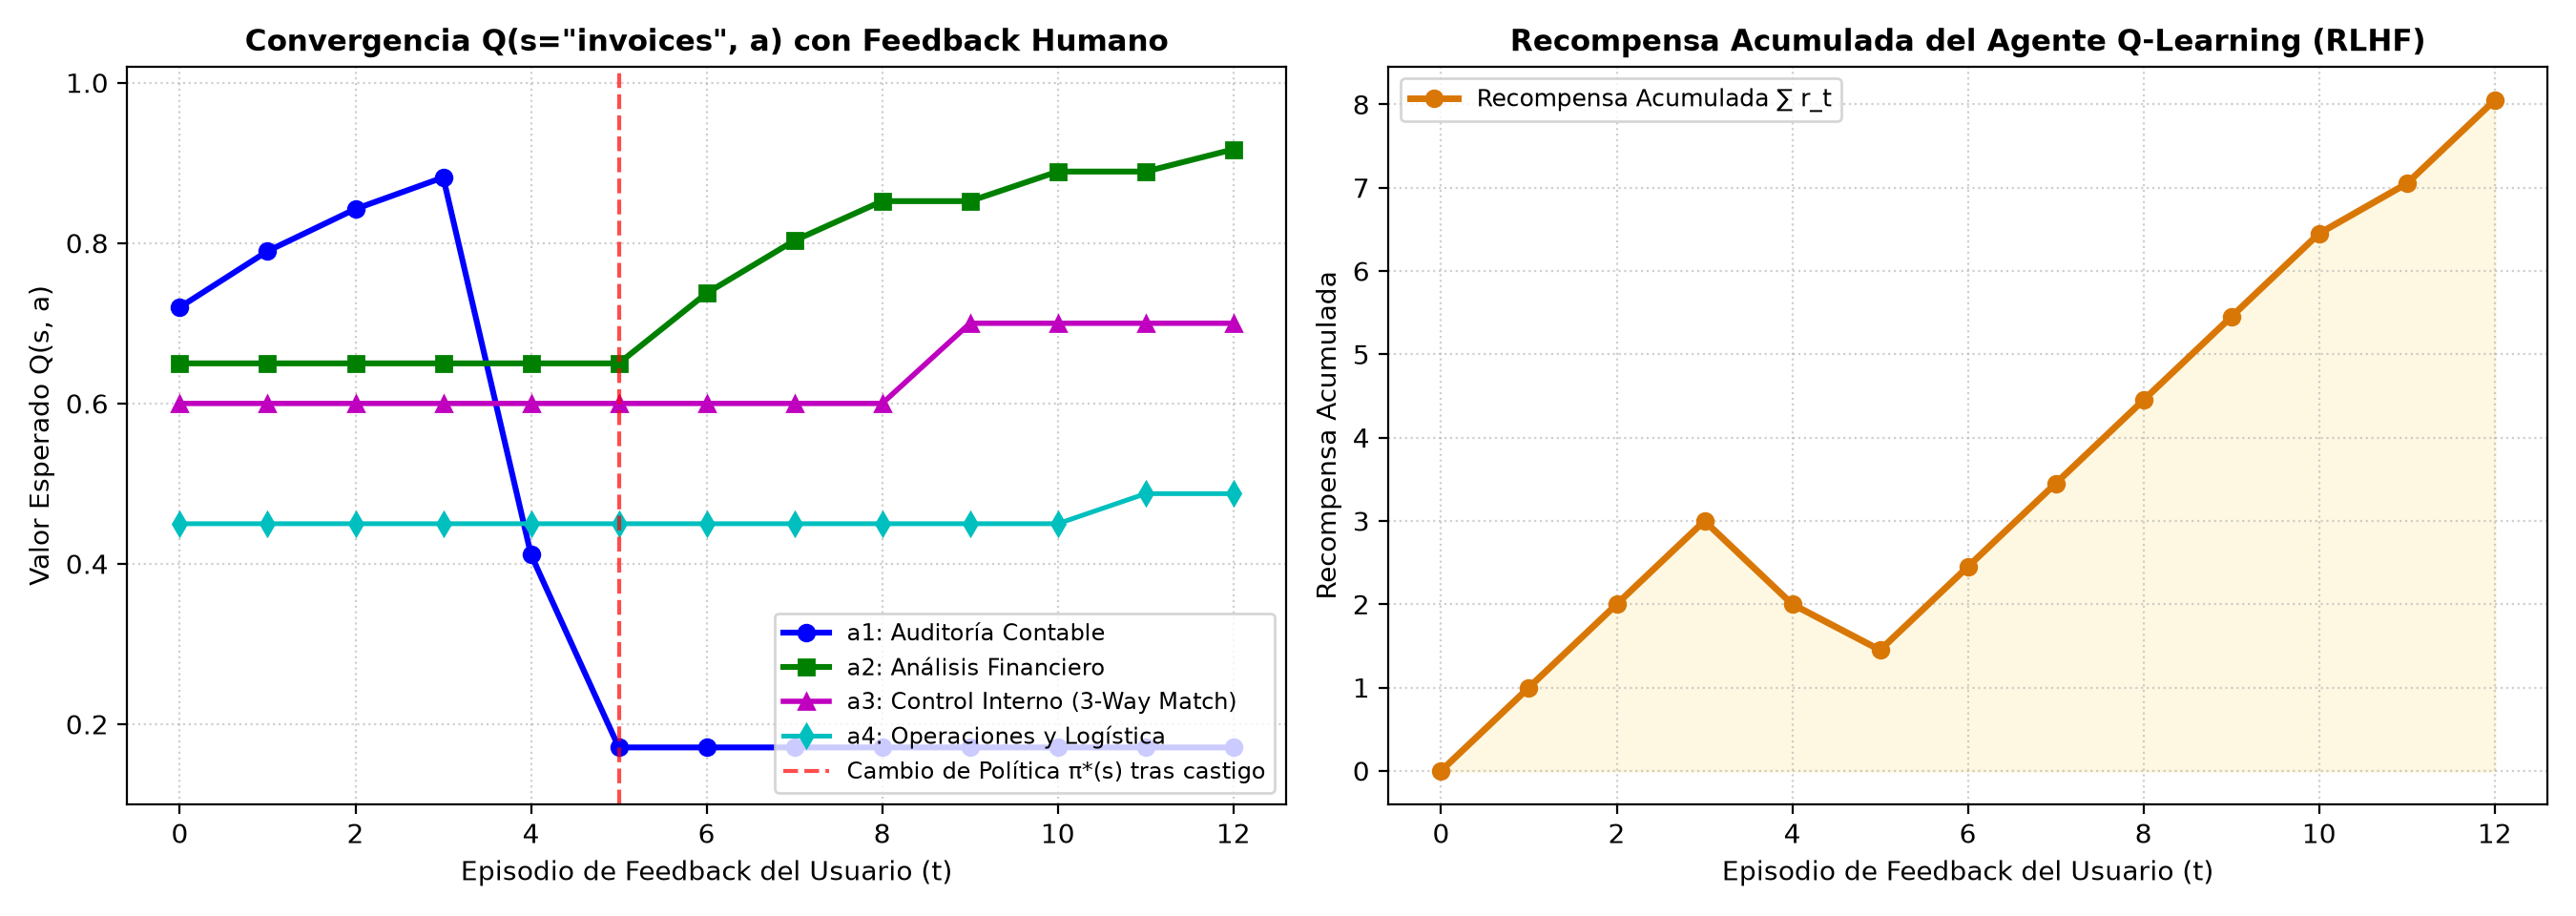 Convergencia Q(s="invoices", a) con Feedback Humano
Valor Esperado Q(s, a)
1.0
0.8
0.6
0.4
0.2
a1: Auditoría Contable
a2: Análisis Financiero
a3: Control Interno (3-Way Match)
a4: Operaciones y Logística
Cambio de Política π*(s) tras castigo
0 2 4 6 8 10 12
Episodio de Feedback del Usuario (t)
Recompensa Acumulada del Agente Q-Learning (RLHF)
Recompensa Acumulada ∑ r_t
Recompensa Acumulada
8
7
6
5
4
3
2
1
0
0 2 4 6 8 10 12
Episodio de Feedback del Usuario (t)